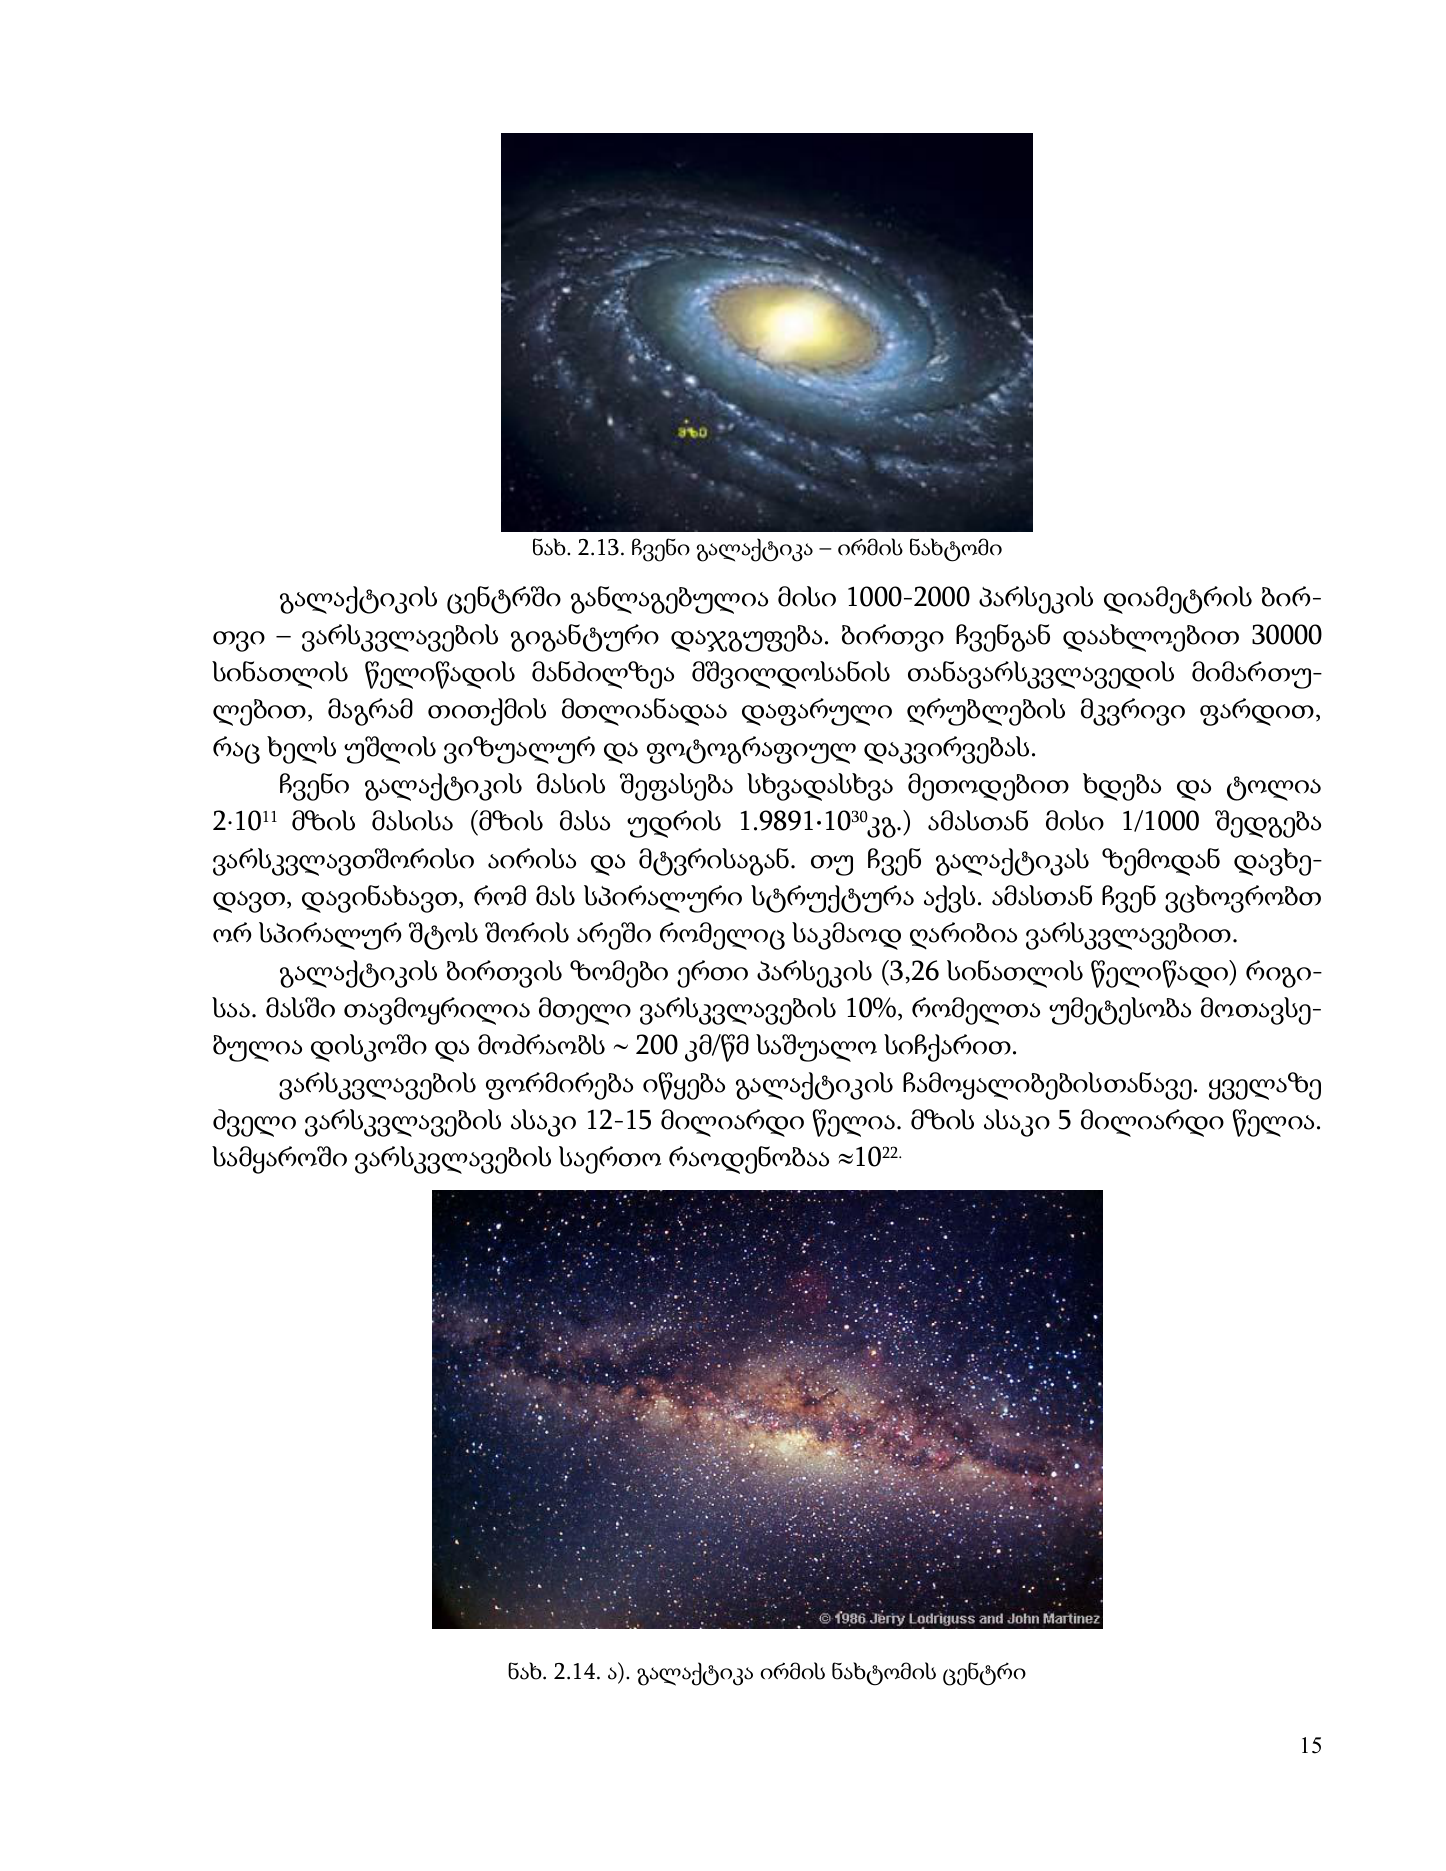 მზე
ნახ. 2.13. ჩვენი გალაქტიკა – ირმის ნახტომი
გალაქტიკის ცენტრში განლაგებულია მისი 1000-2000 პარსეკის დიამეტრის ბირ-
თვი – ვარსკვლავების გიგანტური დაჯგუფება. ბირთვი ჩვენგან დაახლოებით 30000
სინათლის წელიწადის მანძილზეა მშვილდოსანის თანავარსკვლავედის მიმართუ-
ლებით, მაგრამ თითქმის მთლიანადაა დაფარული ღრუბლების მკვრივი ფარდით,
რაც ხელს უშლის ვიზუალურ და ფოტოგრაფიულ დაკვირვებას.
ჩვენი გალაქტიკის მასის შეფასება სხვადასხვა მეთოდებით ხდება და ტოლია
2·10¹¹ მზის მასისა (მზის მასა უდრის 1.9891·10³⁰კგ.) ამასთან მისი 1/1000 შედგება
ვარსკვლავთშორისი აირისა და მტვრისაგან. თუ ჩვენ გალაქტიკას ზემოდან დავხე-
დავთ, დავინახავთ, რომ მას სპირალური სტრუქტურა აქვს. ამასთან ჩვენ ვცხოვრობთ
ორ სპირალურ შტოს შორის არეში რომელიც საკმაოდ ღარიბია ვარსკვლავებით.
გალაქტიკის ბირთვის ზომები ერთი პარსეკის (3,26 სინათლის წელიწადი) რიგი-
საა. მასში თავმოყრილია მთელი ვარსკვლავების 10%, რომელთა უმეტესობა მოთავსე-
ბულია დისკოში და მოძრაობს ~ 200 კმ/წმ საშუალო სიჩქარით.
ვარსკვლავების ფორმირება იწყება გალაქტიკის ჩამოყალიბებისთანავე. ყველაზე
ძველი ვარსკვლავების ასაკი 12-15 მილიარდი წელია. მზის ასაკი 5 მილიარდი წელია.
სამყაროში ვარსკვლავების საერთო რაოდენობაა ≈10²².
© 1986 Jerry Lodriguss and John Martinez
ნახ. 2.14. ა). გალაქტიკა ირმის ნახტომის ცენტრი
15